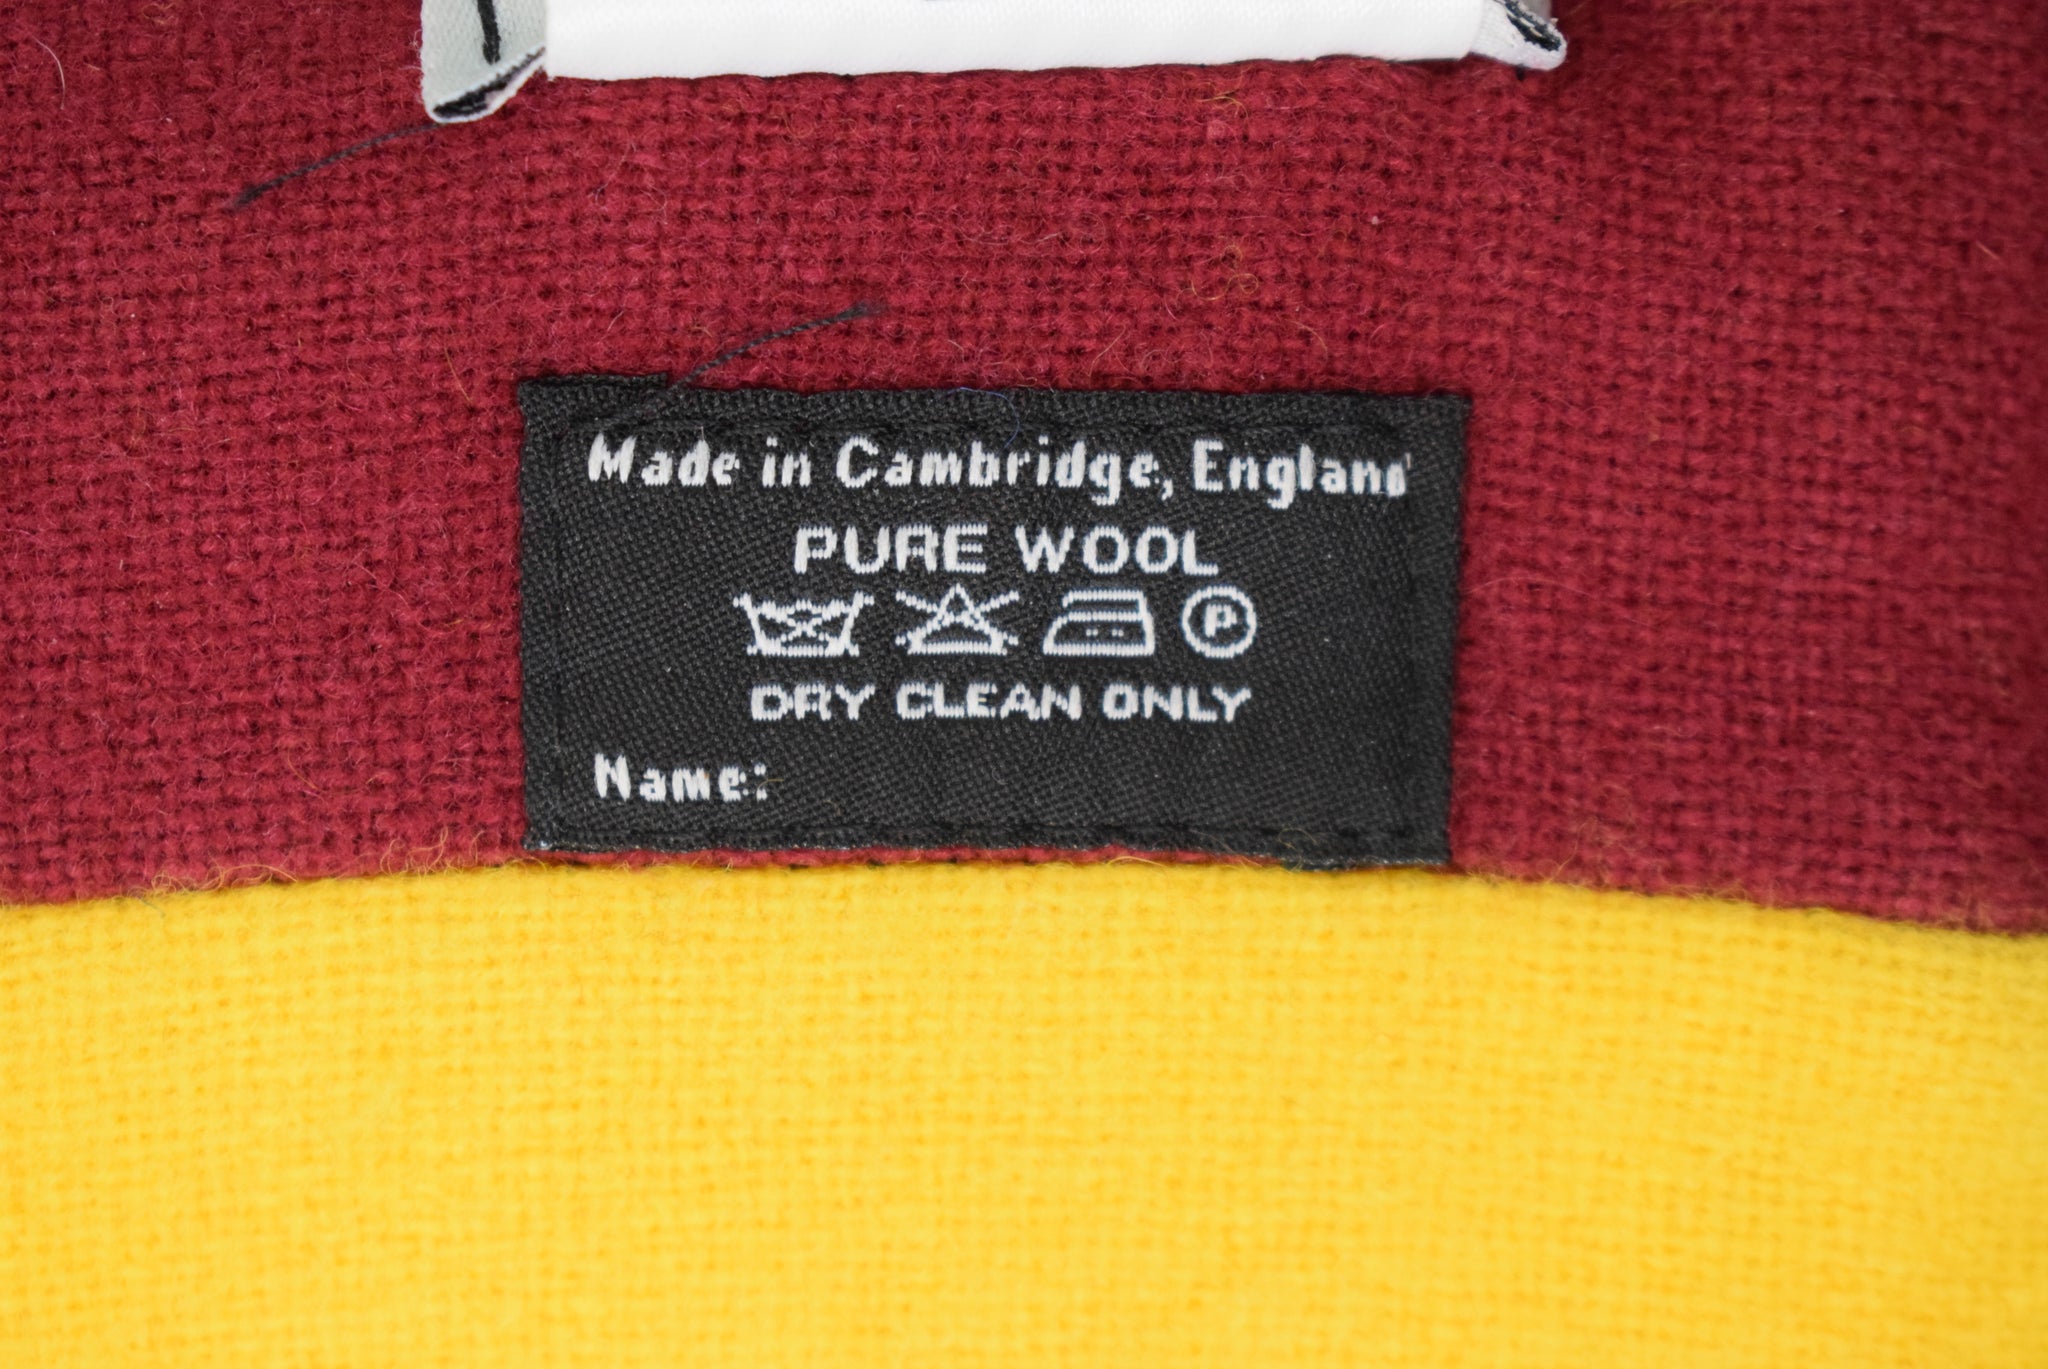 Made in Cambridge, England
PURE WOOL
P
DRY CLEAN ONLY
Name: